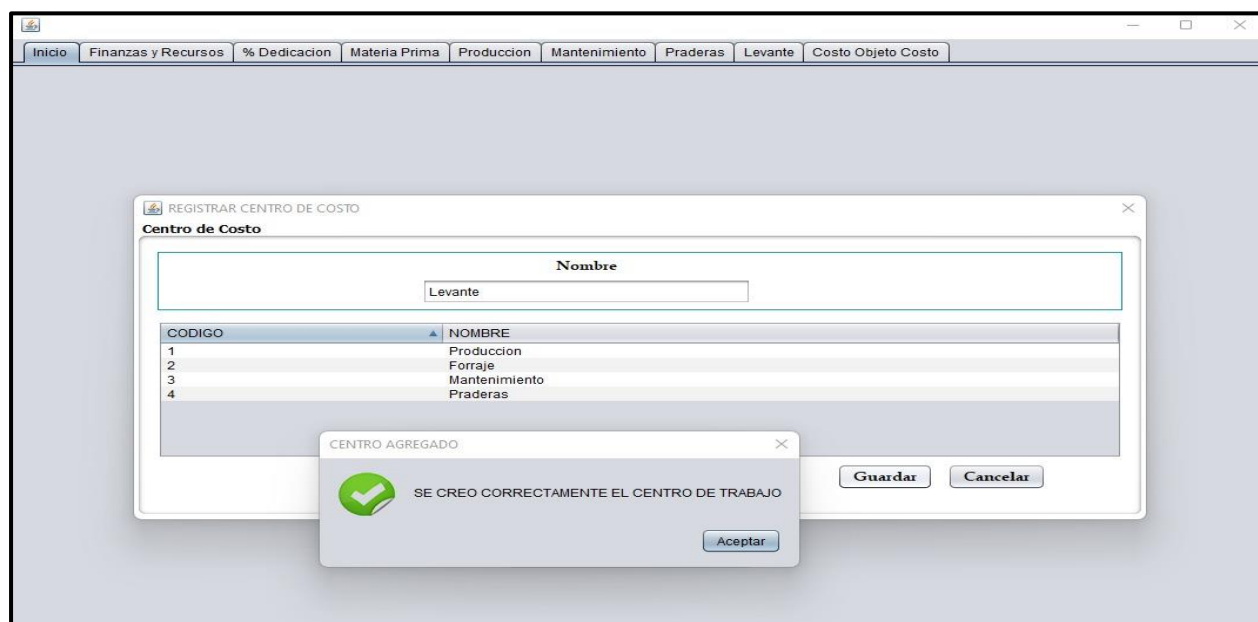 Inicio Finanzas y Recursos % Dedicacion Materia Prima Produccion Mantenimiento Praderas Levante Costo Objeto Costo
REGISTRAR CENTRO DE COSTO
Centro de Costo
Nombre
Levante
CODIGO NOMBRE
1 Produccion
2 Forraje
3 Mantenimiento
4 Praderas
CENTRO AGREGADO
SE CREO CORRECTAMENTE EL CENTRO DE TRABAJO
Guardar Cancelar
Aceptar